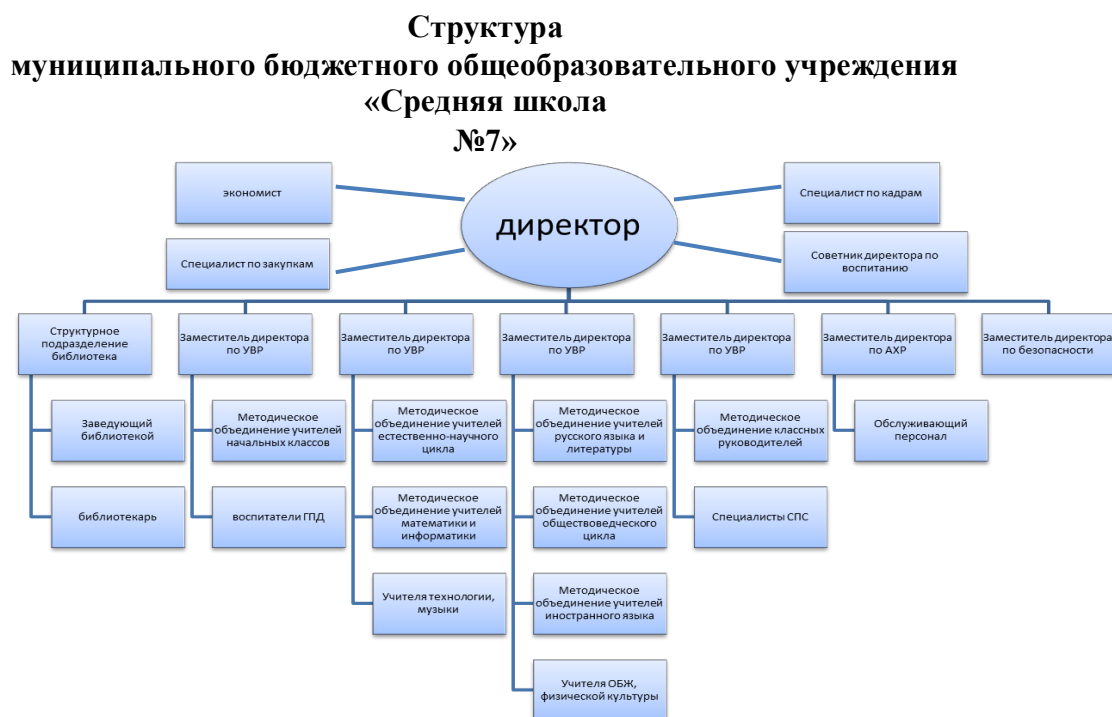 Структура
муниципального бюджетного общеобразовательного учреждения
«Средняя школа
№7»
экономист
директор
Специалист по кадрам
Специалист по закупкам
Советник директора по
воспитанию
Структурное
подразделение
библиотека
Заместитель директора
по УВР
Заместитель директора
по УВР
Заместитель директора
по УВР
Заместитель директора
по УВР
Заместитель директора
по АХР
Заместитель директора
по безопасности
Заведующий
библиотекой
Методическое
объединение учителей
начальных классов
Методическое
объединение учителей
естественно-научного
цикла
Методическое
объединение учителей
русского языка и
литературы
Методическое
объединение классных
руководителей
Обслуживающий
персонал
библиотекарь
воспитатели ГПД
Методическое
объединение учителей
математики и
информатики
Методическое
объединение учителей
обществоведческого
цикла
Специалисты СПС
Учителя технологии,
музыки
Методическое
объединение учителей
иностранного языка
Учителя ОБЖ,
физической культуры